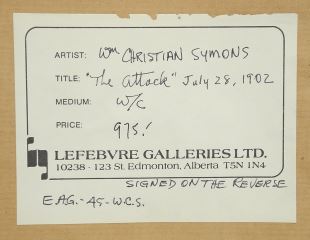 ARTIST: Wm CHRISTIAN SYMONS
TITLE: "The Attack" July 28, 1902
MEDIUM: W/C
PRICE: 975.-
LEFEBVRE GALLERIES LTD.
10238 - 123 St. Edmonton, Alberta T5N 1N4
SIGNED ON THE REVERSE
E.A.G.-45-W.C.S.